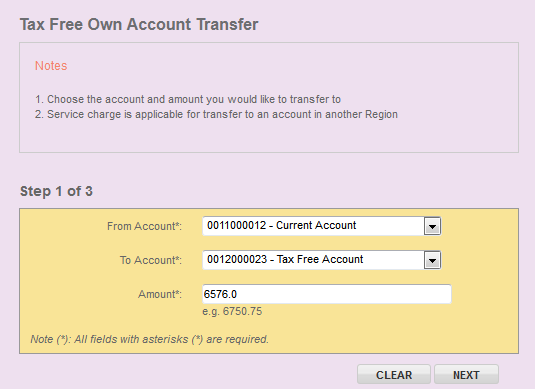 Tax Free Own Account Transfer
Notes
1. Choose the account and amount you would like to transfer to
2. Service charge is applicable for transfer to an account in another Region
Step 1 of 3
From Account*: 0011000012 - Current Account
To Account*: 0012000023 - Tax Free Account
Amount*: 6576.0
e.g. 6750.75
Note (*): All fields with asterisks (*) are required.
CLEAR NEXT